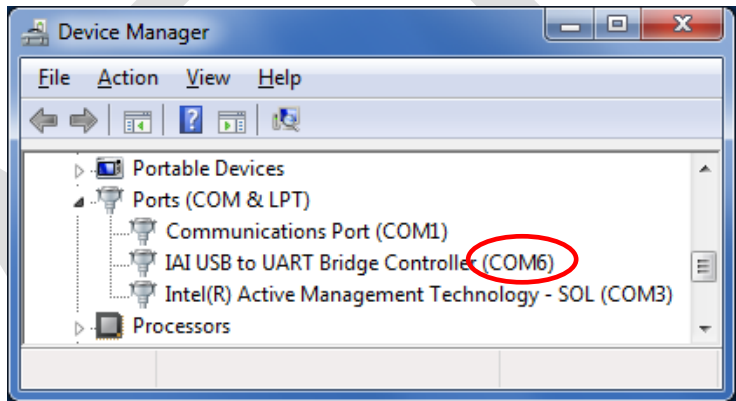 Device Manager
File Action View Help
Portable Devices
Ports (COM & LPT)
Communications Port (COM1)
IAI USB to UART Bridge Controller (COM6)
Intel(R) Active Management Technology - SOL (COM3)
Processors